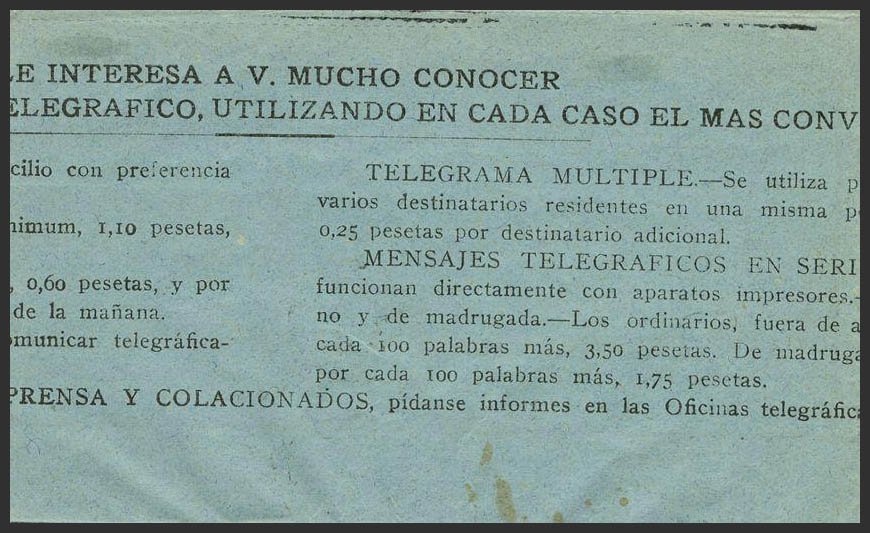 LE INTERESA A V. MUCHO CONOCER
ELEGRAFICO, UTILIZANDO EN CADA CASO EL MAS CONV
cilio con preferencia
nimum, 1,10 pesetas,
, 0,60 pesetas, y por
de la mañana.
omunicar telegráfica-
TELEGRAMA MULTIPLE.—Se utiliza p
varios destinatarios residentes en una misma p
0,25 pesetas por destinatario adicional.
MENSAJES TELEGRAFICOS EN SERI
funcionan directamente con aparatos impresores.-
no y de madrugada.—Los ordinarios, fuera de a
cada 100 palabras más, 3,50 pesetas. De madruga
por cada 100 palabras más, 1,75 pesetas.
PRENSA Y COLACIONADOS, pídanse informes en las Oficinas telegráfica